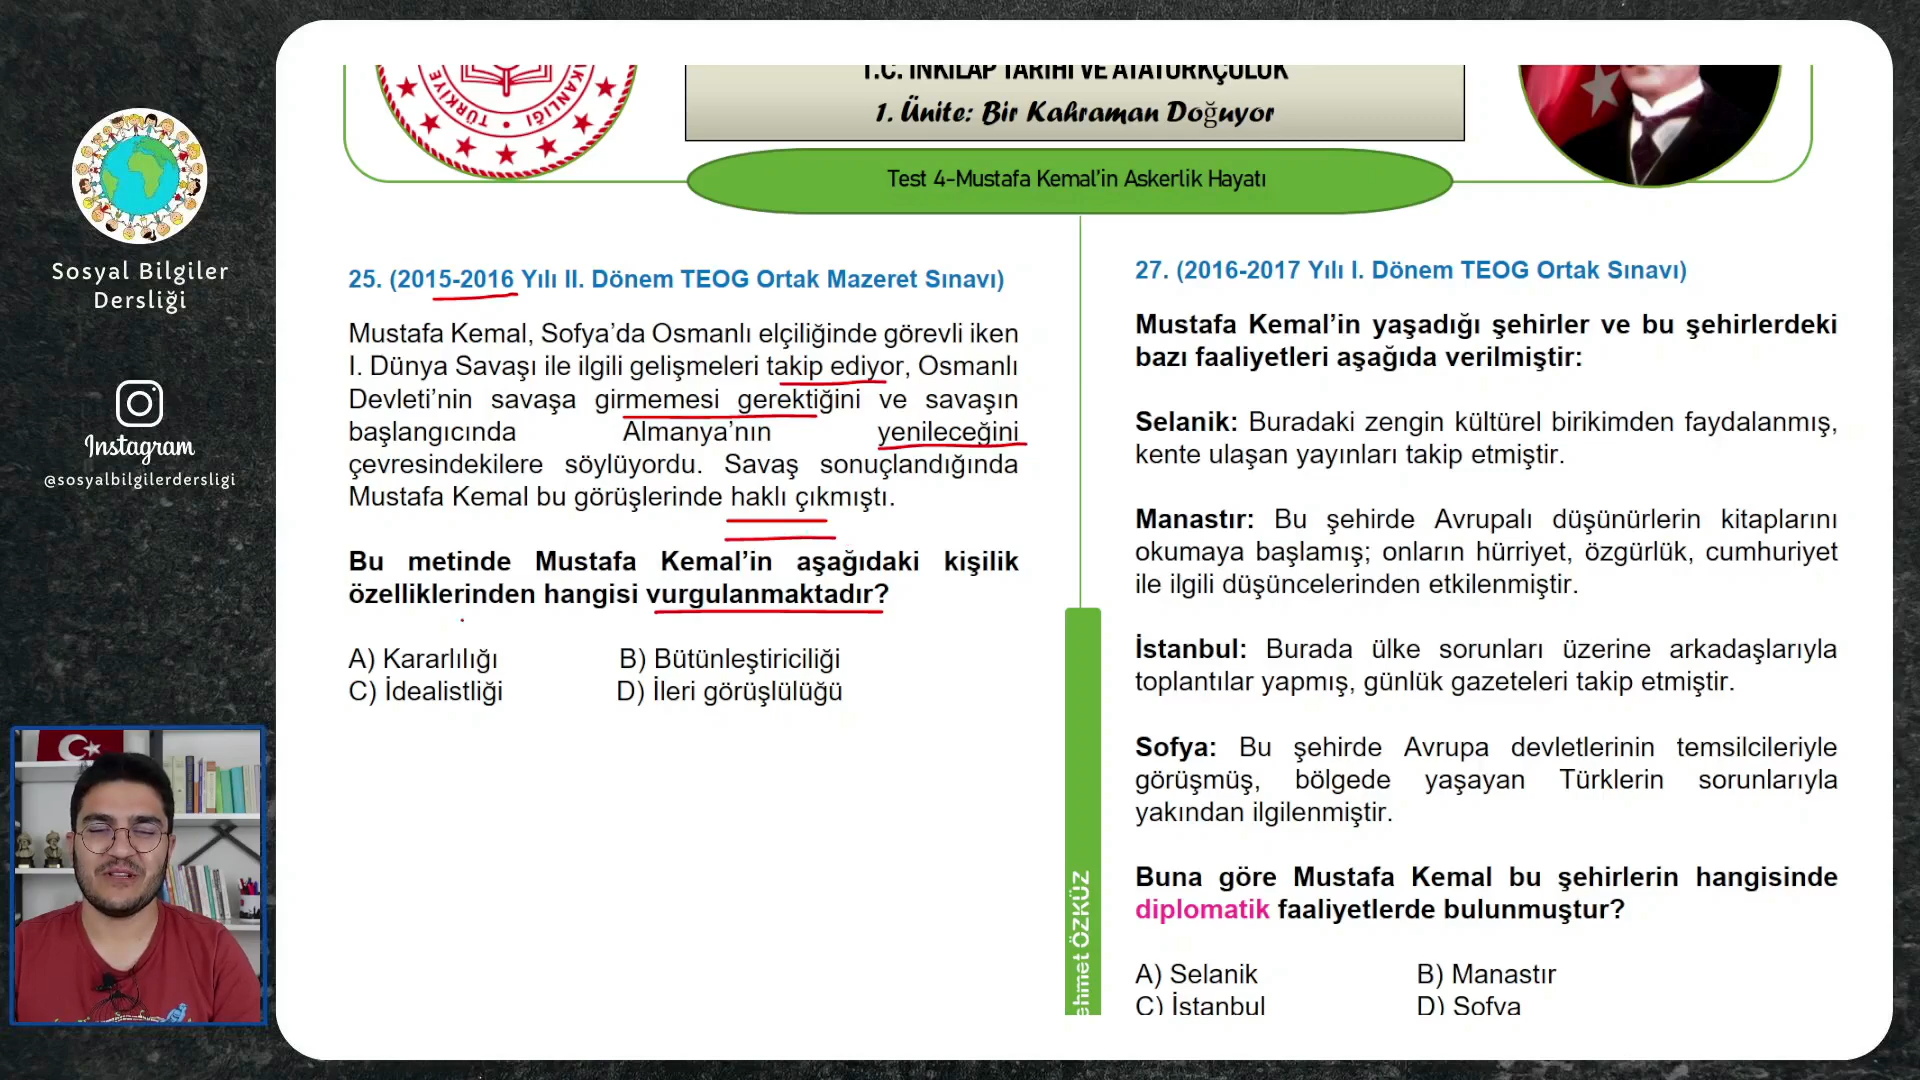 Sosyal Bilgiler
Dersliği
Instagram
@sosyalbilgilerdersligi
TÜRKİYE
T.C. İNKILAP TARİHİ VE ATATÜRKÇÜLÜK
1. Ünite: Bir Kahraman Doğuyor
Test 4-Mustafa Kemal'in Askerlik Hayatı
25. (2015-2016 Yılı II. Dönem TEOG Ortak Mazeret Sınavı)
Mustafa Kemal, Sofya'da Osmanlı elçiliğinde görevli iken
I. Dünya Savaşı ile ilgili gelişmeleri takip ediyor, Osmanlı
Devleti'nin savaşa girmemesi gerektiğini ve savaşın
başlangıcında Almanya'nın yenileceğini
çevresindekilere söylüyordu. Savaş sonuçlandığında
Mustafa Kemal bu görüşlerinde haklı çıkmıştı.
Bu metinde Mustafa Kemal'in aşağıdaki kişilik
özelliklerinden hangisi vurgulanmaktadır?
A) Kararlılığı B) Bütünleştiriciliği
C) İdealistliği D) İleri görüşlülüğü
27. (2016-2017 Yılı I. Dönem TEOG Ortak Sınavı)
Mustafa Kemal'in yaşadığı şehirler ve bu şehirlerdeki
bazı faaliyetleri aşağıda verilmiştir:
Selanik: Buradaki zengin kültürel birikimden faydalanmış,
kente ulaşan yayınları takip etmiştir.
Manastır: Bu şehirde Avrupalı düşünürlerin kitaplarını
okumaya başlamış; onların hürriyet, özgürlük, cumhuriyet
ile ilgili düşüncelerinden etkilenmiştir.
İstanbul: Burada ülke sorunları üzerine arkadaşlarıyla
toplantılar yapmış, günlük gazeteleri takip etmiştir.
Sofya: Bu şehirde Avrupa devletlerinin temsilcileriyle
görüşmüş, bölgede yaşayan Türklerin sorunlarıyla
yakından ilgilenmiştir.
Buna göre Mustafa Kemal bu şehirlerin hangisinde
diplomatik faaliyetlerde bulunmuştur?
A) Selanik B) Manastır
C) İstanbul D) Sofya
ehmet ÖZKÜZ